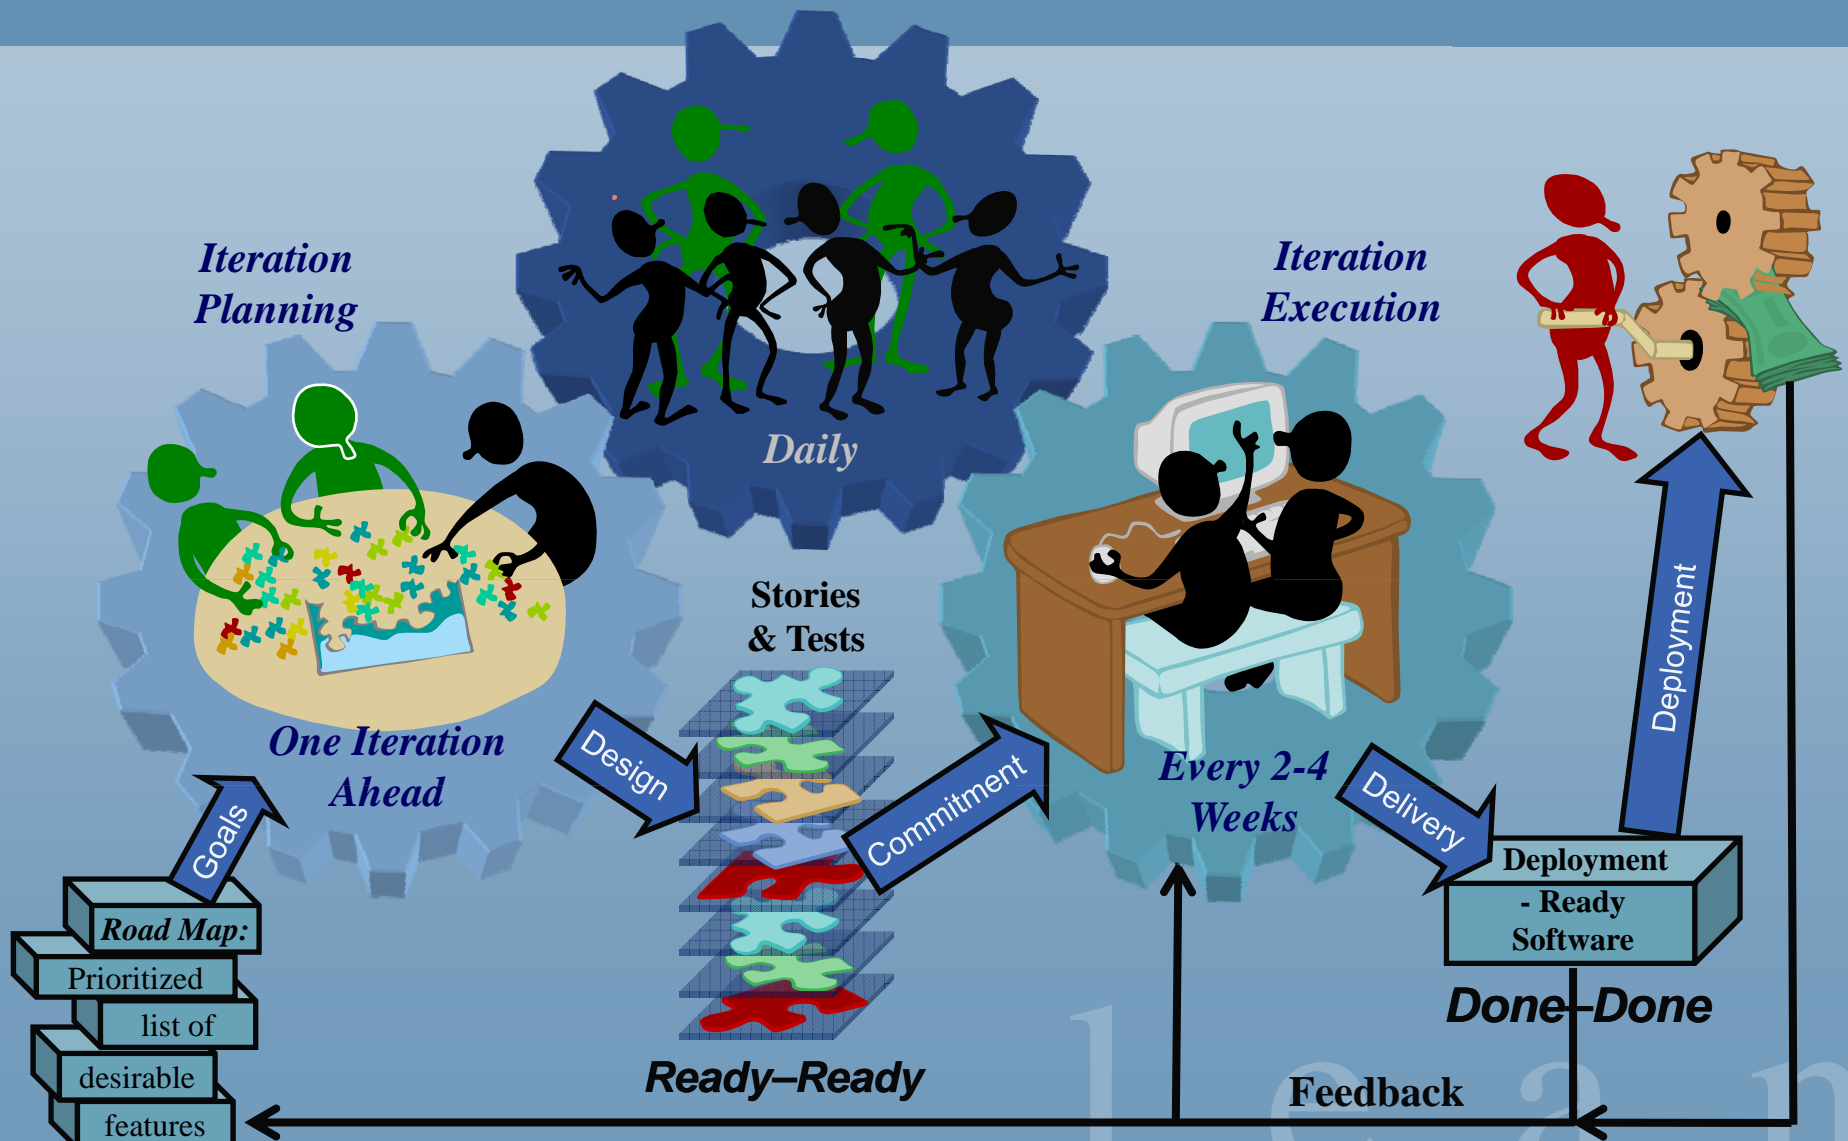 Iteration
Planning
Daily
Iteration
Execution
One Iteration
Ahead
Stories
& Tests
Every 2-4
Weeks
Goals
Design
Commitment
Delivery
Deployment
Road Map:
Prioritized
list of
desirable
features
Deployment
- Ready
Software
Ready–Ready
Done–Done
Feedback
l e a n